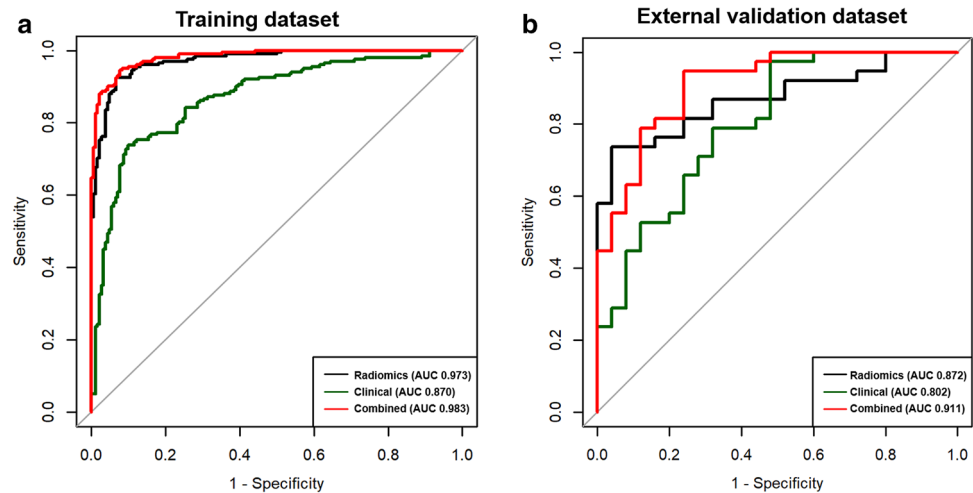 a
Training dataset
Sensitivity
1.0
0.8
0.6
0.4
0.2
0.0
Radiomics (AUC 0.973)
Clinical (AUC 0.870)
Combined (AUC 0.983)
0.0 0.2 0.4 0.6 0.8 1.0
1 - Specificity
b
External validation dataset
Sensitivity
1.0
0.8
0.6
0.4
0.2
0.0
Radiomics (AUC 0.872)
Clinical (AUC 0.802)
Combined (AUC 0.911)
0.0 0.2 0.4 0.6 0.8 1.0
1 - Specificity